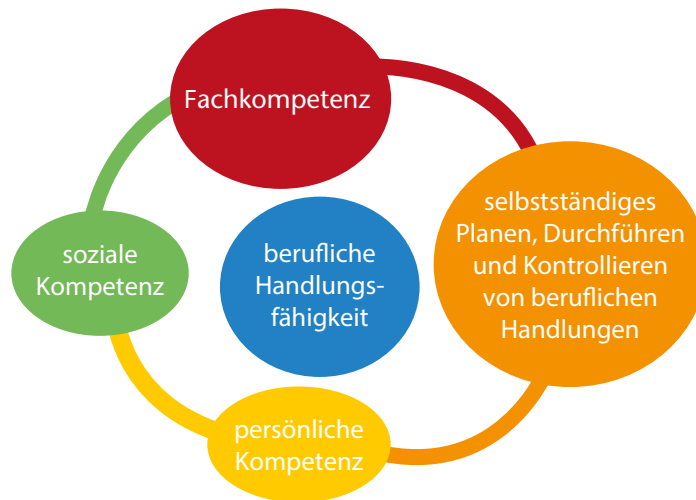 Fachkompetenz
selbstständiges
Planen, Durchführen
und Kontrollieren
von beruflichen
Handlungen
soziale
Kompetenz
berufliche
Handlungs-
fähigkeit
persönliche
Kompetenz